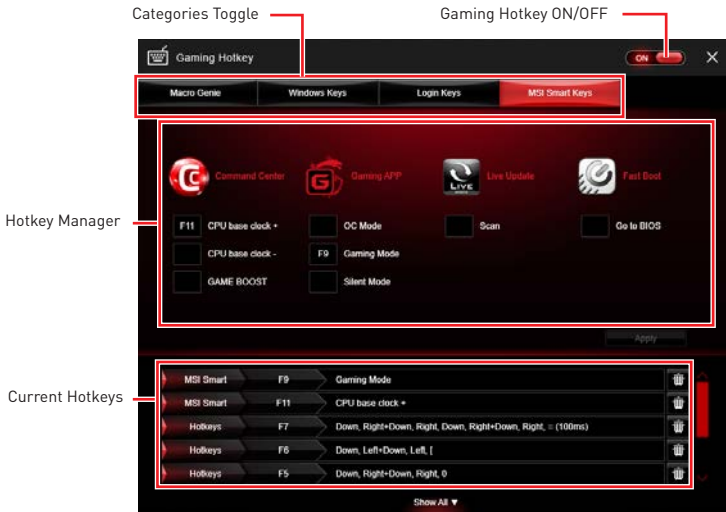 Categories Toggle
Gaming Hotkey ON/OFF
Gaming Hotkey
ON
Macro Genie
Windows Keys
Login Keys
MSI Smart Keys
Command Center
Gaming APP
LIVE
Live Update
Fast Boot
Hotkey Manager
F11 CPU base clock +
OC Mode
Scan
Go to BIOS
CPU base clock -
F9 Gaming Mode
GAME BOOST
Silent Mode
Apply
Current Hotkeys
MSI Smart F9 Gaming Mode
MSI Smart F11 CPU base clock +
Hotkeys F7 Down, Right+Down, Right, Down, Right+Down, Right, = (100ms)
Hotkeys F6 Down, Left+Down, Left, [
Hotkeys F5 Down, Right+Down, Right, 0
Show All ▼